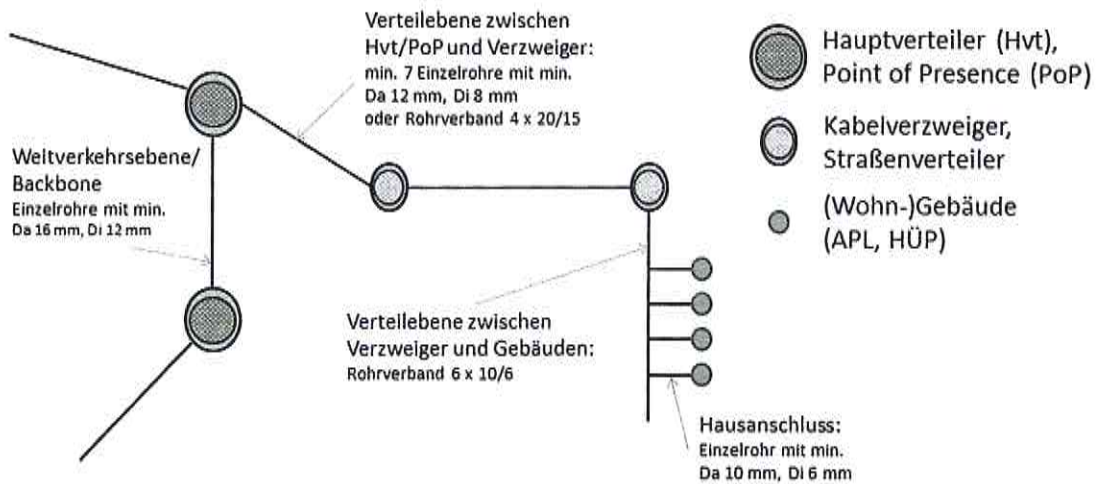 Verteilebene zwischen
Hvt/PoP und Verzweiger:
min. 7 Einzelrohre mit min.
Da 12 mm, Di 8 mm
oder Rohrverband 4 x 20/15
Hauptverteiler (Hvt),
Point of Presence (PoP)
Kabelverzweiger,
Straßenverteiler
(Wohn-)Gebäude
(APL, HÜP)
Weitverkehrsebene/
Backbone
Einzelrohre mit min.
Da 16 mm, Di 12 mm
Verteilebene zwischen
Verzweiger und Gebäuden:
Rohrverband 6 x 10/6
Hausanschluss:
Einzelrohr mit min.
Da 10 mm, Di 6 mm